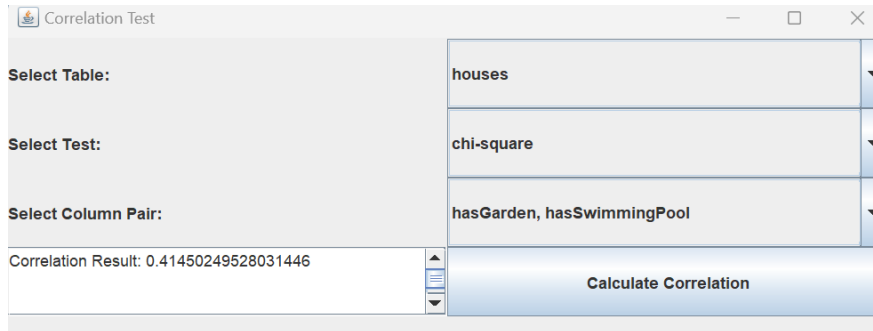 Correlation Test
Select Table:
houses
Select Test:
chi-square
Select Column Pair:
hasGarden, hasSwimmingPool
Correlation Result: 0.41450249528031446
Calculate Correlation